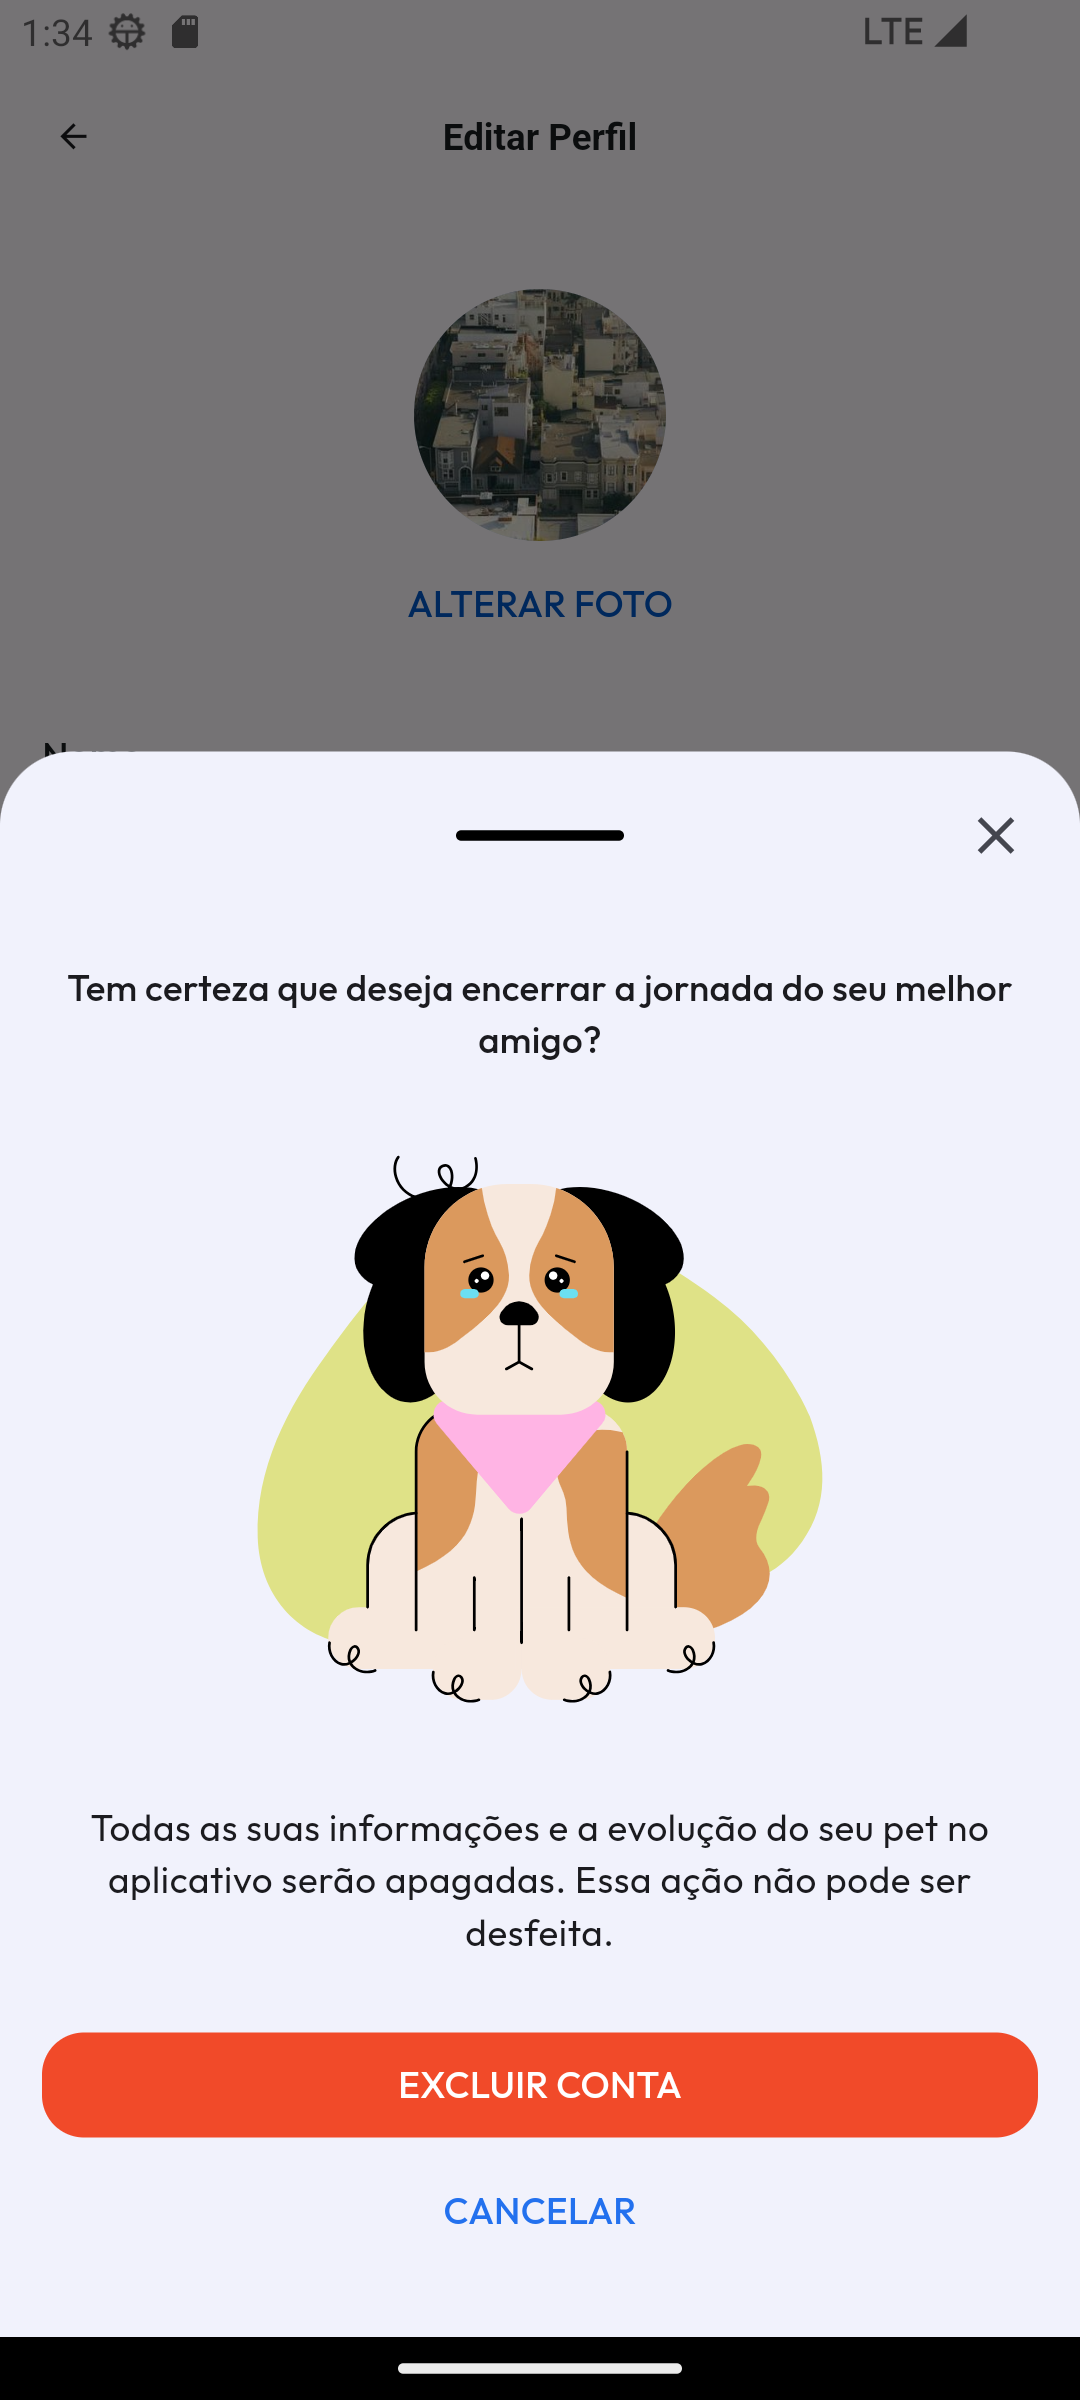 1:34
LTE
Editar Perfil
ALTERAR FOTO
Tem certeza que deseja encerrar a jornada do seu melhor
amigo?
Todas as suas informações e a evolução do seu pet no
aplicativo serão apagadas. Essa ação não pode ser
desfeita.
EXCLUIR CONTA
CANCELAR